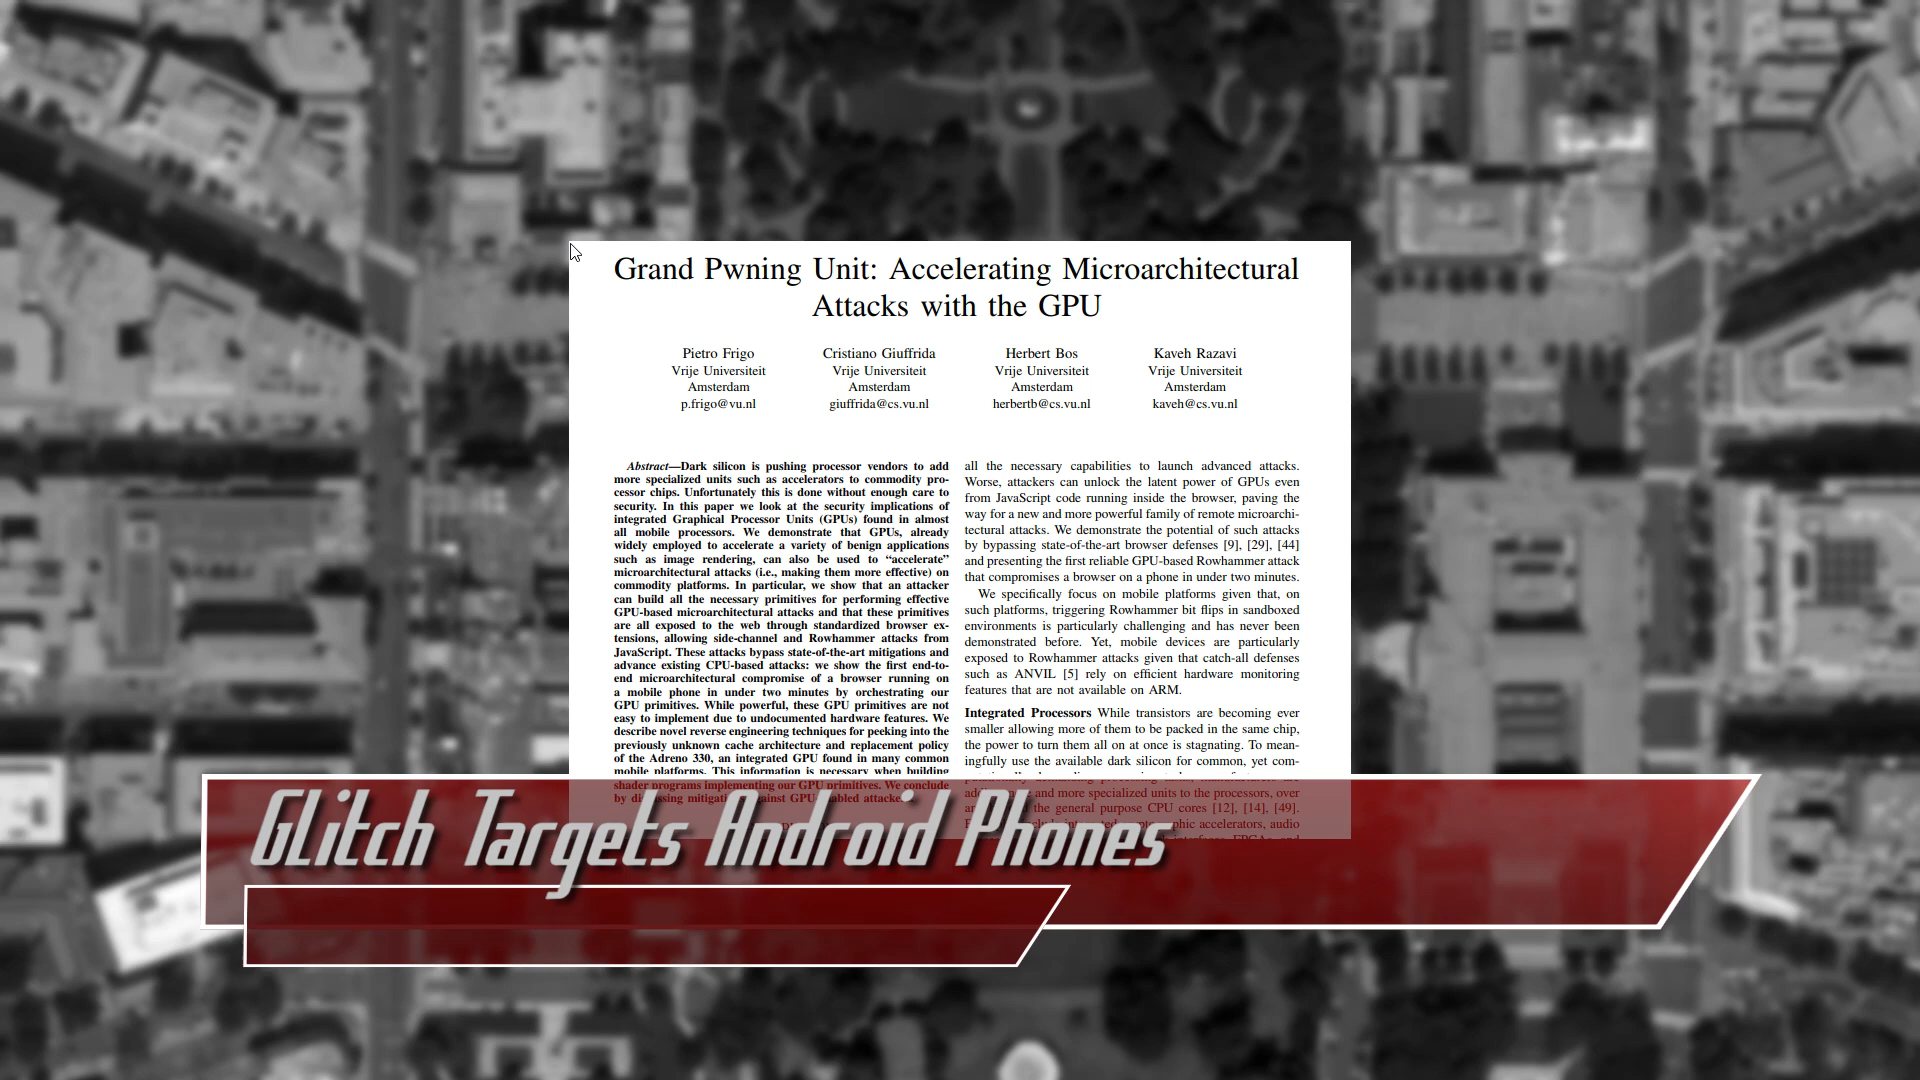 Grand Pwning Unit: Accelerating Microarchitectural
Attacks with the GPU
Pietro Frigo
Vrije Universiteit
Amsterdam
p.frigo@vu.nl
Cristiano Giuffrida
Vrije Universiteit
Amsterdam
giuffrida@cs.vu.nl
Herbert Bos
Vrije Universiteit
Amsterdam
herbertb@cs.vu.nl
Kaveh Razavi
Vrije Universiteit
Amsterdam
kaveh@cs.vu.nl
Abstract—Dark silicon is pushing processor vendors to add
more specialized units such as accelerators to commodity pro-
cessor chips. Unfortunately this is done without enough care to
security. In this paper we look at the security implications of
integrated Graphical Processor Units (GPUs) found in almost
all mobile processors. We demonstrate that GPUs, already
widely employed to accelerate a variety of benign applications
such as image rendering, can also be used to “accelerate”
microarchitectural attacks (i.e., making them more effective) on
commodity platforms. In particular, we show that an attacker
can build all the necessary primitives for performing effective
GPU-based microarchitectural attacks and that these primitives
are all exposed to the web through standardized browser ex-
tensions, allowing side-channel and Rowhammer attacks from
JavaScript. These attacks bypass state-of-the-art mitigations and
advance existing CPU-based attacks: we show the first end-to-
end microarchitectural compromise of a browser running on
a mobile phone in under two minutes by orchestrating our
GPU primitives. While powerful, these GPU primitives are not
easy to implement due to undocumented hardware features. We
describe novel reverse engineering techniques for peeking into the
previously unknown cache architecture and replacement policy
of the Adreno 330, an integrated GPU found in many common
mobile platforms. This information is necessary when building
shader programs implementing our GPU primitives. We conclude
by
all the necessary capabilities to launch advanced attacks.
Worse, attackers can unlock the latent power of GPUs even
from JavaScript code running inside the browser, paving the
way for a new and more powerful family of remote microarchi-
tectural attacks. We demonstrate the potential of such attacks
by bypassing state-of-the-art browser defenses [9], [29], [44]
and presenting the first reliable GPU-based Rowhammer attack
that compromises a browser on a phone in under two minutes.
We specifically focus on mobile platforms given that, on
such platforms, triggering Rowhammer bit flips in sandboxed
environments is particularly challenging and has never been
demonstrated before. Yet, mobile devices are particularly
exposed to Rowhammer attacks given that catch-all defenses
such as ANVIL [5] rely on efficient hardware monitoring
features that are not available on ARM.
Integrated Processors While transistors are becoming ever
smaller allowing more of them to be packed in the same chip,
the power to turn them all on at once is stagnating. To mean-
ingfully use the available dark silicon for common, yet com-
and more specialized units to the processors, over
the general purpose CPU cores [12], [14], [49].
accelerators, audio
Glitch Targets Android Phones